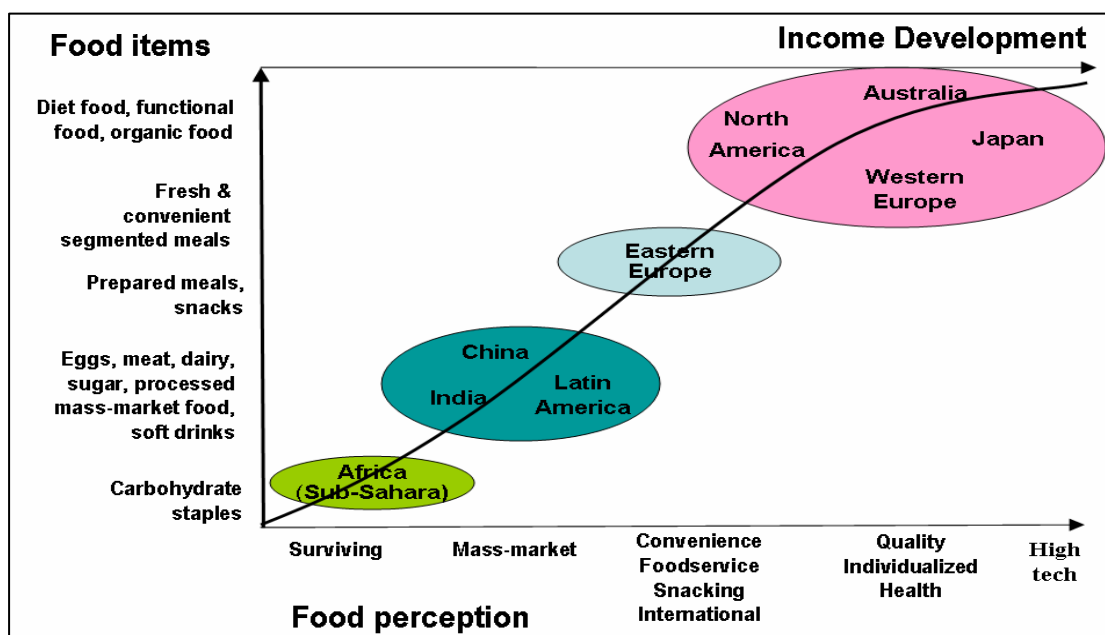 Food items
Income Development
Diet food, functional
food, organic food
Fresh &
convenient
segmented meals
Prepared meals,
snacks
Eggs, meat, dairy,
sugar, processed
mass-market food,
soft drinks
Carbohydrate
staples
Australia
North
America
Japan
Western
Europe
Eastern
Europe
China
India
Latin
America
Africa
(Sub-Sahara)
Surviving
Mass-market
Convenience
Foodservice
Snacking
International
Quality
Individualized
Health
High
tech
Food perception